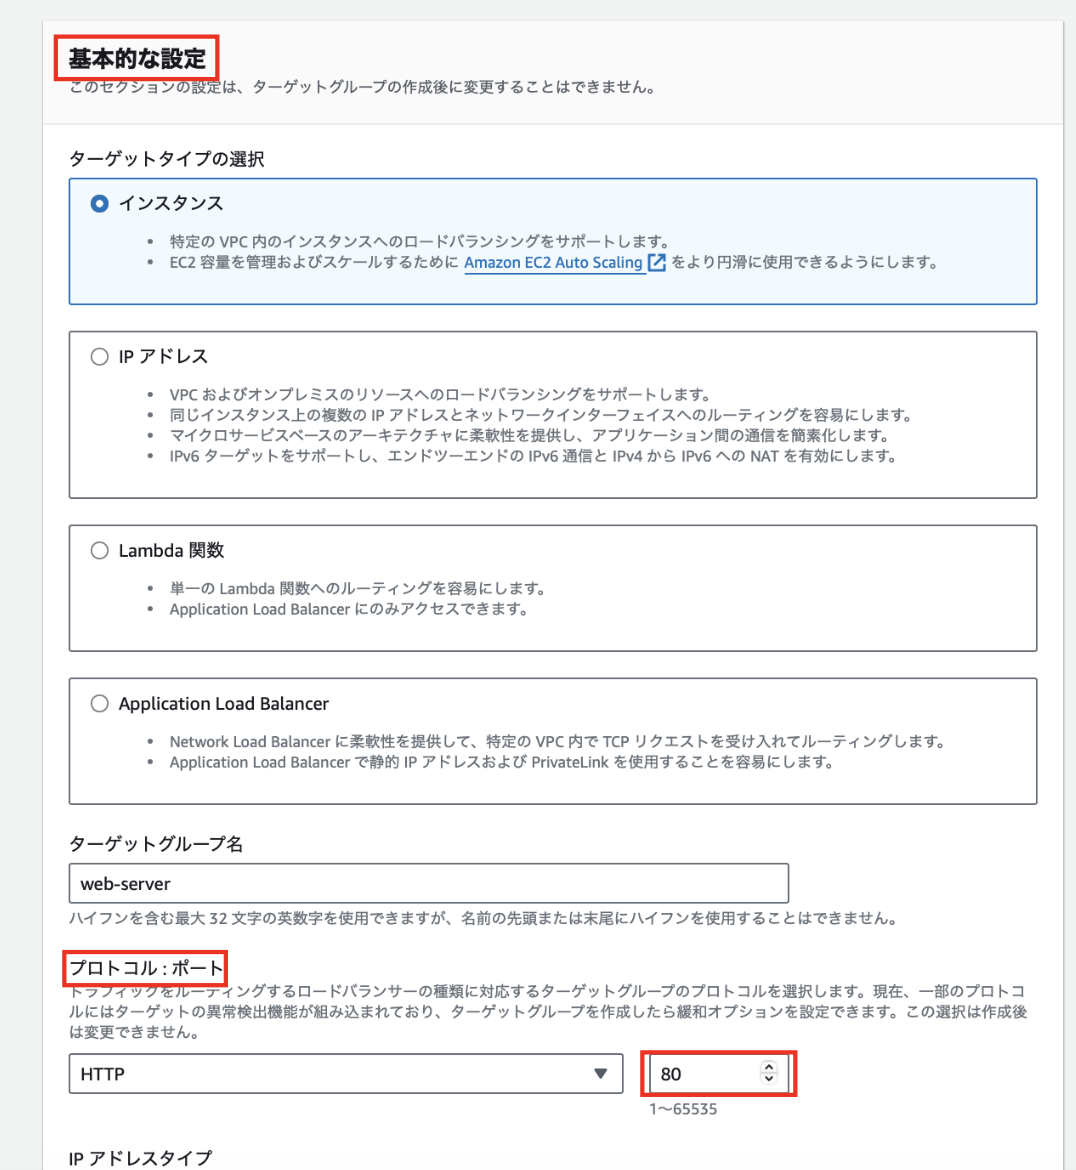 基本的な設定
このセクションの設定は、ターゲットグループの作成後に変更することはできません。
ターゲットタイプの選択
インスタンス
• 特定の VPC 内のインスタンスへのロードバランシングをサポートします。
• EC2 容量を管理およびスケールするために Amazon EC2 Auto Scaling をより円滑に使用できるようにします。
IP アドレス
• VPC およびオンプレミスのリソースへのロードバランシングをサポートします。
• 同じインスタンス上の複数の IP アドレスとネットワークインターフェイスへのルーティングを容易にします。
• マイクロサービスベースのアーキテクチャに柔軟性を提供し、アプリケーション間の通信を簡素化します。
• IPv6 ターゲットをサポートし、エンドツーエンドの IPv6 通信と IPv4 から IPv6 への NAT を有効にします。
Lambda 関数
• 単一の Lambda 関数へのルーティングを容易にします。
• Application Load Balancer にのみアクセスできます。
Application Load Balancer
• Network Load Balancer に柔軟性を提供して、特定の VPC 内で TCP リクエストを受け入れてルーティングします。
• Application Load Balancer で静的 IP アドレスおよび PrivateLink を使用することを容易にします。
ターゲットグループ名
web-server
ハイフンを含む最大 32 文字の英数字を使用できますが、名前の先頭または末尾にハイフンを使用することはできません。
プロトコル : ポート
トラフィックをルーティングするロードバランサーの種類に対応するターゲットグループのプロトコルを選択します。現在、一部のプロトコ
ルにはターゲットの異常検出機能が組み込まれており、ターゲットグループを作成したら緩和オプションを設定できます。この選択は作成後
は変更できません。
HTTP 80
1～65535
IP アドレスタイプ